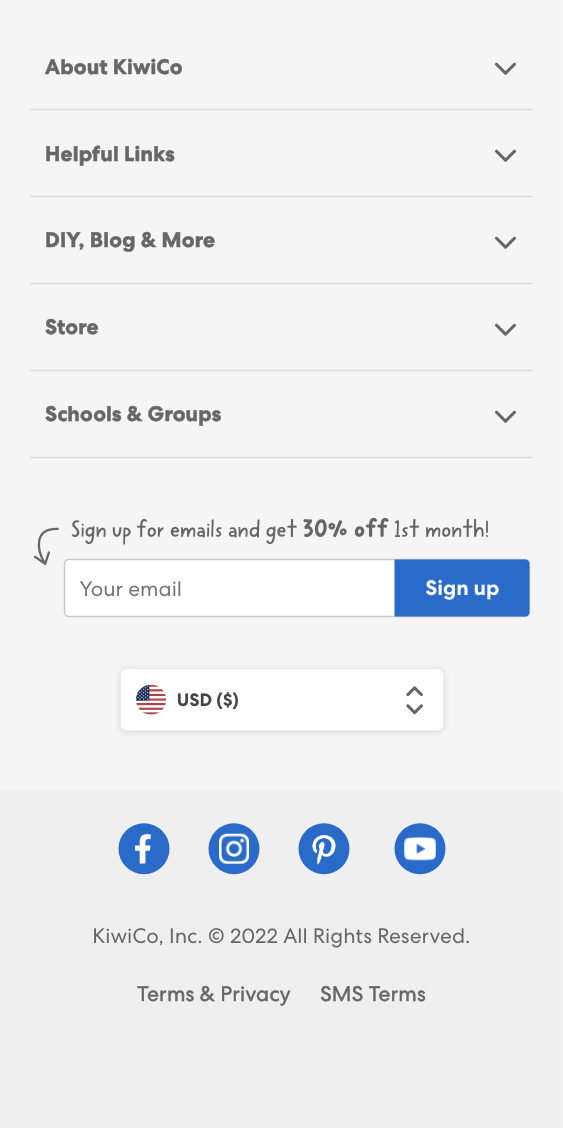 About KiwiCo
Helpful Links
DIY, Blog & More
Store
Schools & Groups
Sign up for emails and get 30% off 1st month!
Your email
Sign up
USD ($)
KiwiCo, Inc. © 2022 All Rights Reserved.
Terms & Privacy SMS Terms